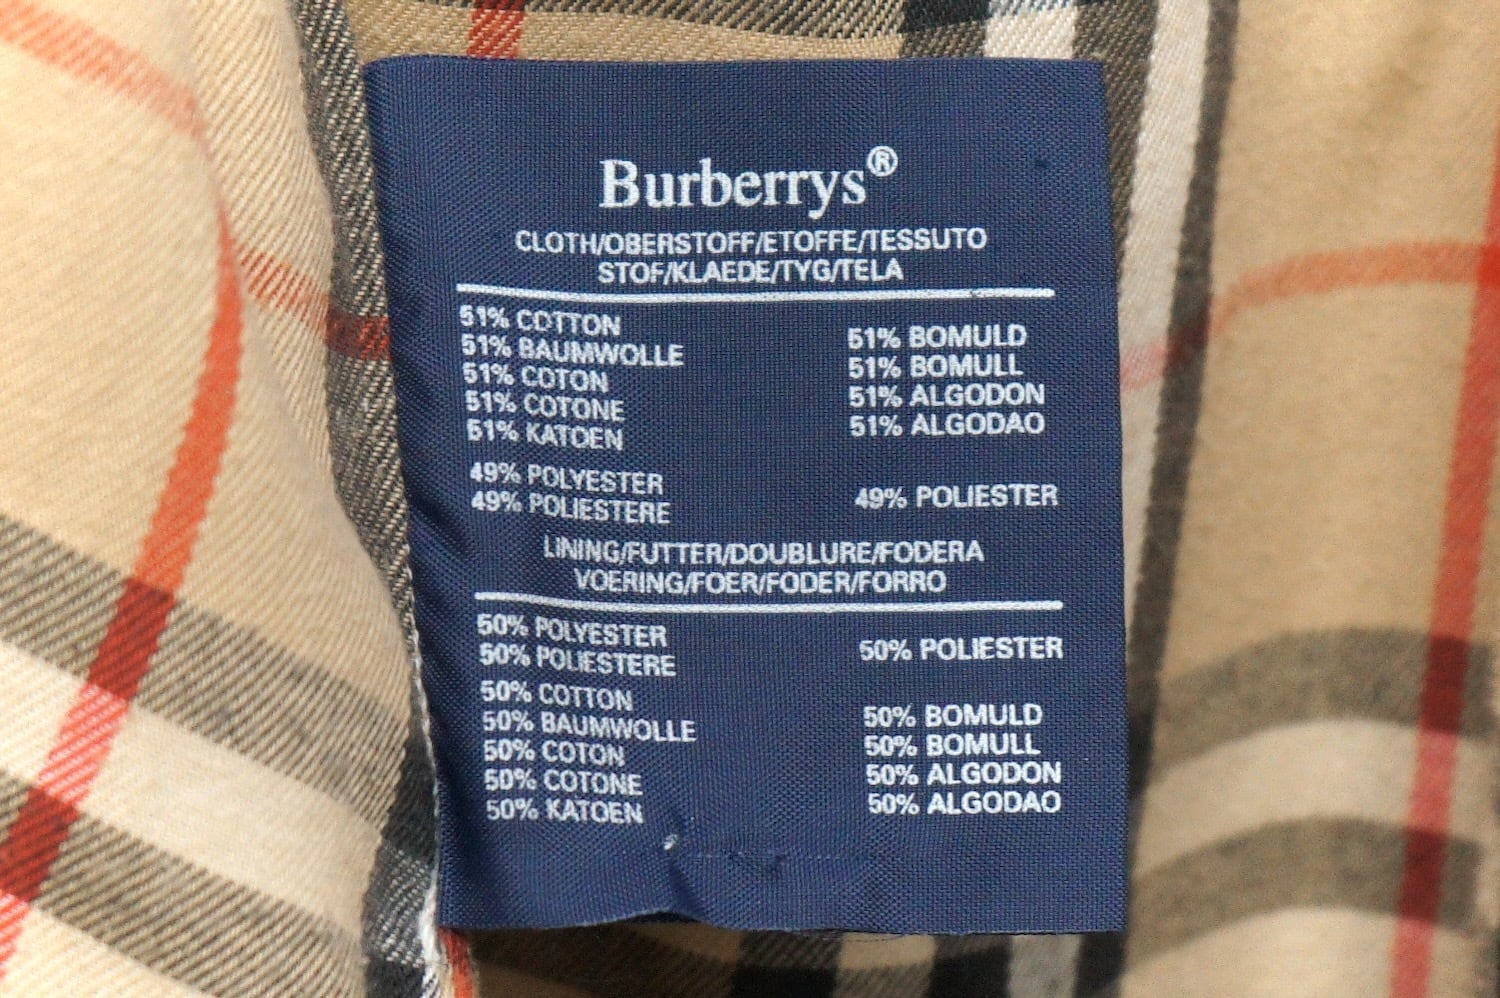 Burberrys®
CLOTH/OBERSTOFF/ETOFFE/TESSUTO
STOF/KLAEDE/TYG/TELA
51% COTTON
51% BAUMWOLLE
51% COTON
51% COTONE
51% KATOEN
51% BOMULD
51% BOMULL
51% ALGODON
51% ALGODAO
49% POLYESTER
49% POLIESTERE
49% POLIESTER
LINING/FUTTER/DOUBLURE/FODERA
VOERING/FOER/FODER/FORRO
50% POLYESTER
50% POLIESTERE
50% POLIESTER
50% COTTON
50% BAUMWOLLE
50% COTON
50% COTONE
50% KATOEN
50% BOMULD
50% BOMULL
50% ALGODON
50% ALGODAO